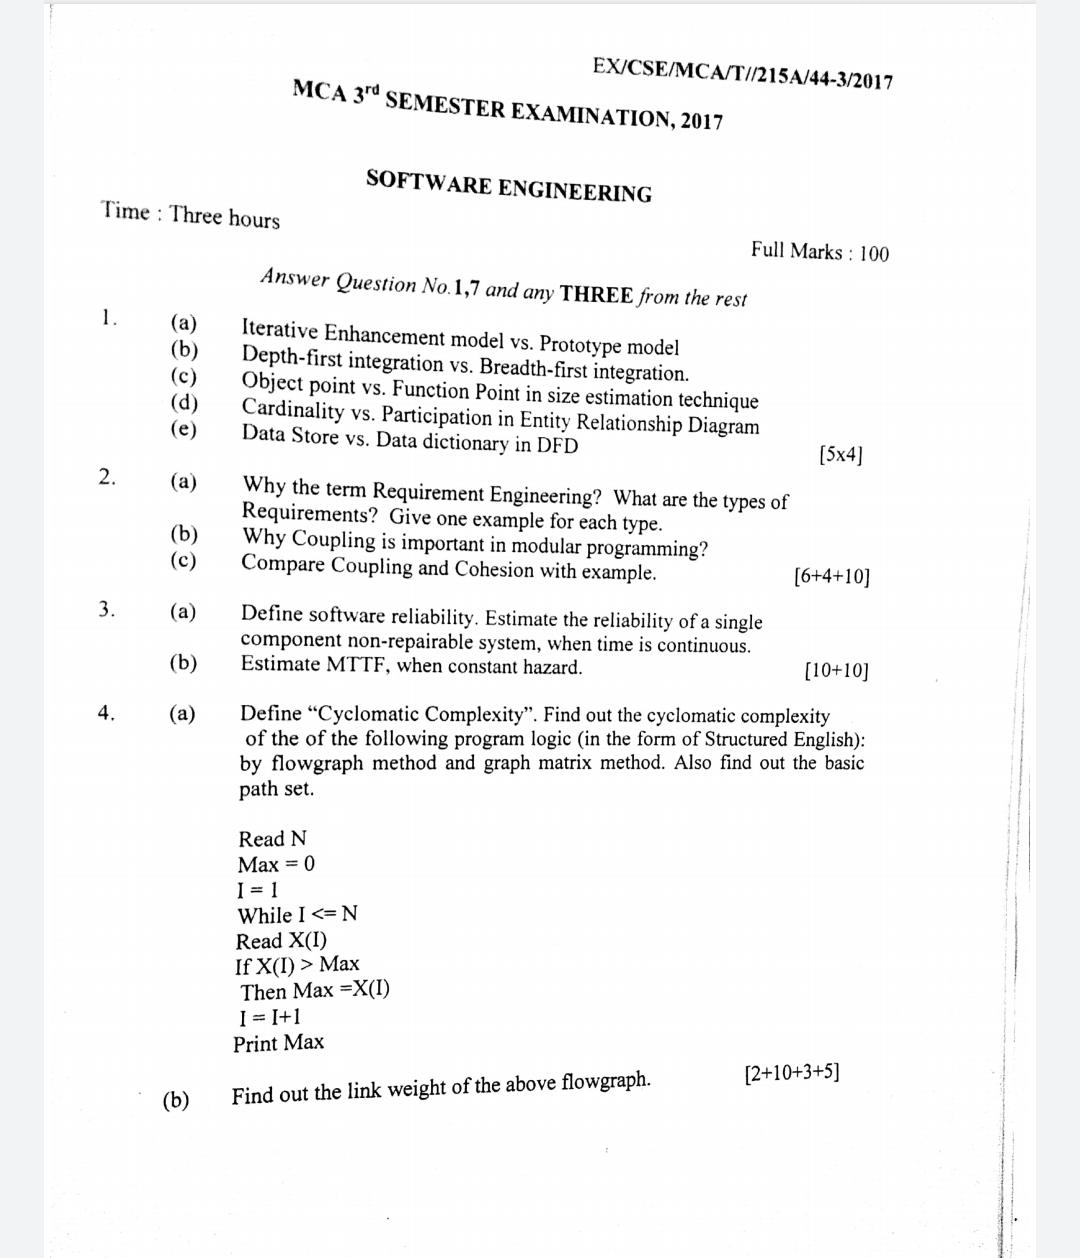 EX/CSE/MCA/T//215A/44-3/2017
MCA 3rd SEMESTER EXAMINATION, 2017
SOFTWARE ENGINEERING
Time : Three hours
Full Marks : 100
Answer Question No.1,7 and any THREE from the rest
1. (a) Iterative Enhancement model vs. Prototype model
(b) Depth-first integration vs. Breadth-first integration.
(c) Object point vs. Function Point in size estimation technique
(d) Cardinality vs. Participation in Entity Relationship Diagram
(e) Data Store vs. Data dictionary in DFD
[5x4]
2. (a) Why the term Requirement Engineering? What are the types of
Requirements? Give one example for each type.
(b) Why Coupling is important in modular programming?
(c) Compare Coupling and Cohesion with example. [6+4+10]
3. (a) Define software reliability. Estimate the reliability of a single
component non-repairable system, when time is continuous.
(b) Estimate MTTF, when constant hazard. [10+10]
4. (a) Define “Cyclomatic Complexity”. Find out the cyclomatic complexity
of the of the following program logic (in the form of Structured English):
by flowgraph method and graph matrix method. Also find out the basic
path set.
Read N
Max = 0
I = 1
While I <= N
Read X(I)
If X(I) > Max
Then Max =X(I)
I = I+1
Print Max
(b) Find out the link weight of the above flowgraph. [2+10+3+5]